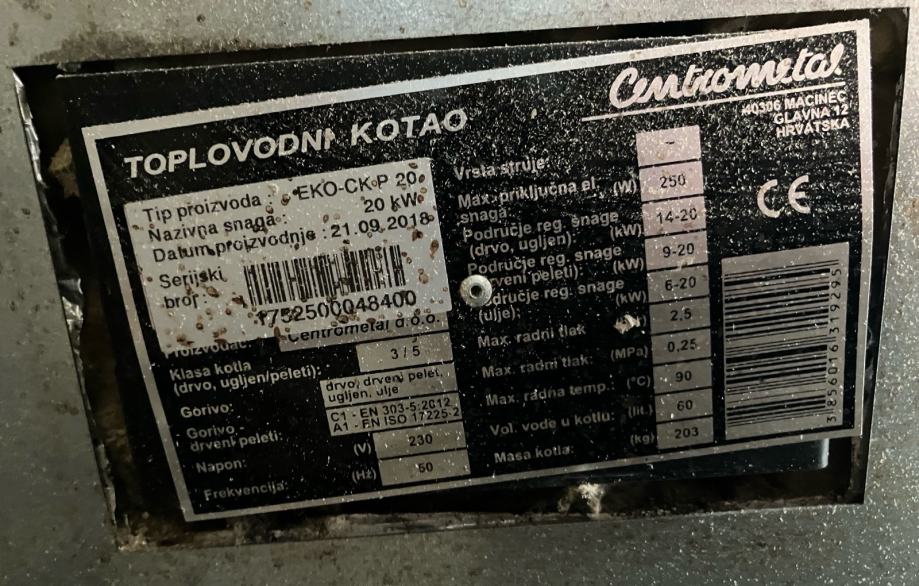 Centrometal
40306 MACINEC
GLAVNA 12
HRVATSKA
TOPLOVODNI KOTAO
Tip proizvoda : EKO-CK P 20
Nazivna snaga : 20 kW
Datum proizvodnje : 21.09.2018
Serijski
broj :
1752500048400
Proizvođač: Centrometal d.o.o.
Klasa kotla
(drvo, ugljen/peleti): 3 / 5
Gorivo: drvo, drveni pelet,
ugljen, ulje
Gorivo -
drveni peleti: C1 - EN 303-5:2012
A1 - EN ISO 17225-2
Napon: (V) 230
Frekvencija: (Hz) 50
Vrsta struje: ~
Max. priključna el.
snaga (W) 250
Područje reg. snage
(drvo, ugljen): (kW) 14-20
Područje reg. snage
veni peleti): (kW) 9-20
dručje reg. snage
(ulje): (kW) 6-20
Max. radni tlak 2,5
Max. radni tlak: (MPa) 0,25
Max. radna temp.: (°C) 90
Vol. vode u kotlu: (lit.) 60
Masa kotla: (kg) 203
CE
3856016319295